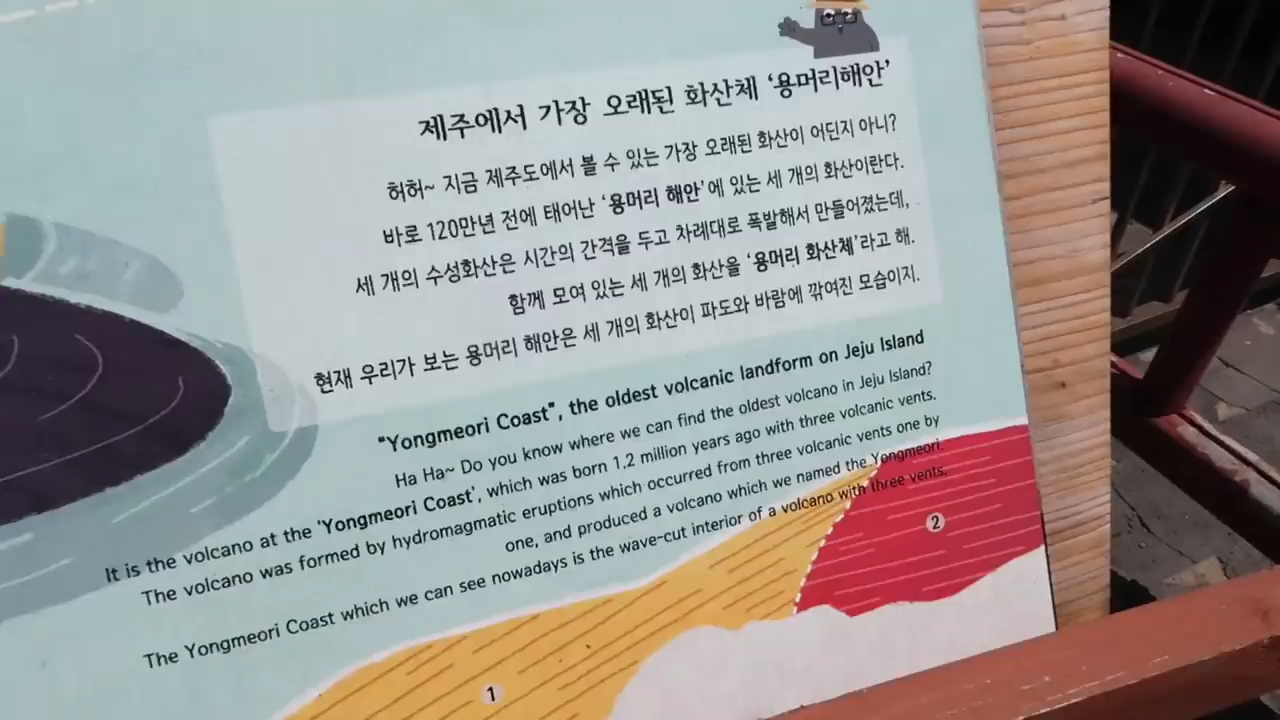 제주에서 가장 오래된 화산체 '용머리해안'
허허~ 지금 제주도에서 볼 수 있는 가장 오래된 화산이 어딘지 아니?
바로 120만년 전에 태어난 '용머리 해안'에 있는 세 개의 화산이란다.
세 개의 수성화산은 시간의 간격을 두고 차례대로 폭발해서 만들어졌는데,
함께 모여 있는 세 개의 화산을 '용머리 화산체'라고 해.
현재 우리가 보는 용머리 해안은 세 개의 화산이 파도와 바람에 깎여진 모습이지.
"Yongmeori Coast", the oldest volcanic landform on Jeju Island
Ha Ha~ Do you know where we can find the oldest volcano in Jeju Island?
It is the volcano at the 'Yongmeori Coast', which was born 1.2 million years ago with three volcanic vents.
The volcano was formed by hydromagmatic eruptions which occurred from three volcanic vents one by
one, and produced a volcano which we named the Yongmeori.
The Yongmeori Coast which we can see nowadays is the wave-cut interior of a volcano with three vents.
2
1